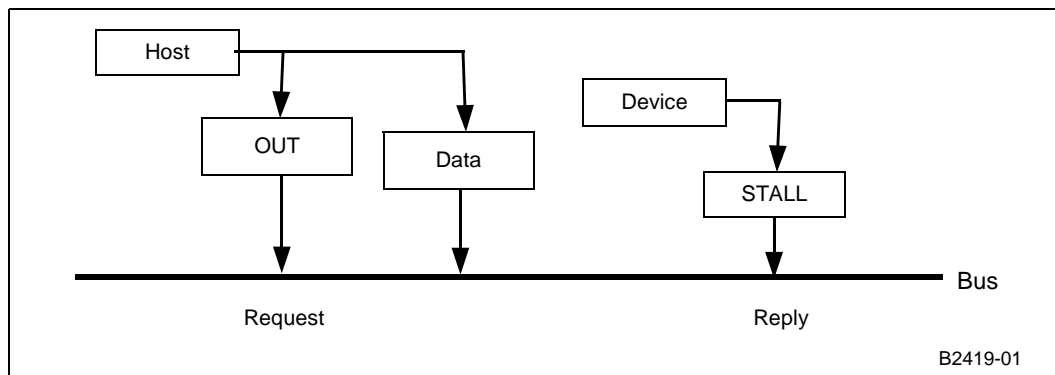 Host
Device
OUT
Data
STALL
Bus
Request
Reply
B2419-01